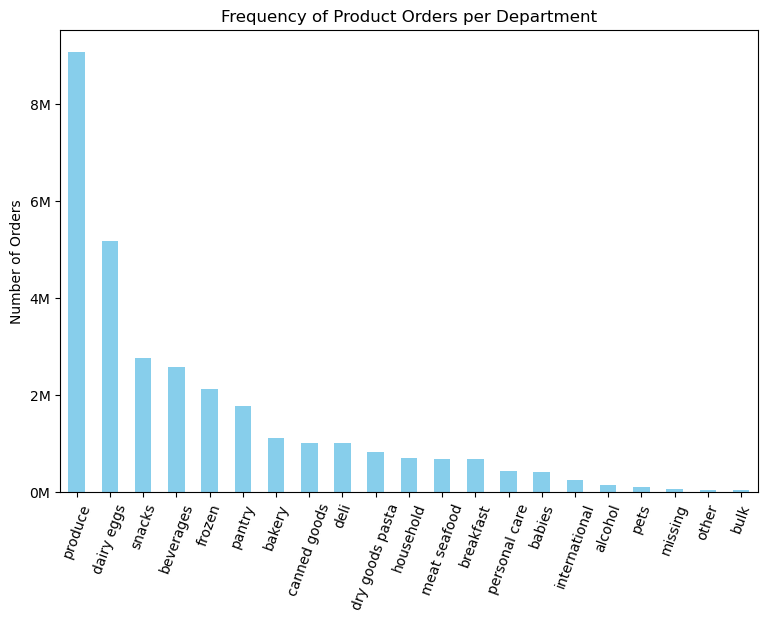 Frequency of Product Orders per Department
Number of Orders
8M
6M
4M
2M
0M
produce
dairy eggs
snacks
beverages
frozen
pantry
bakery
canned goods
deli
dry goods pasta
household
meat seafood
breakfast
personal care
babies
international
alcohol
pets
missing
other
bulk